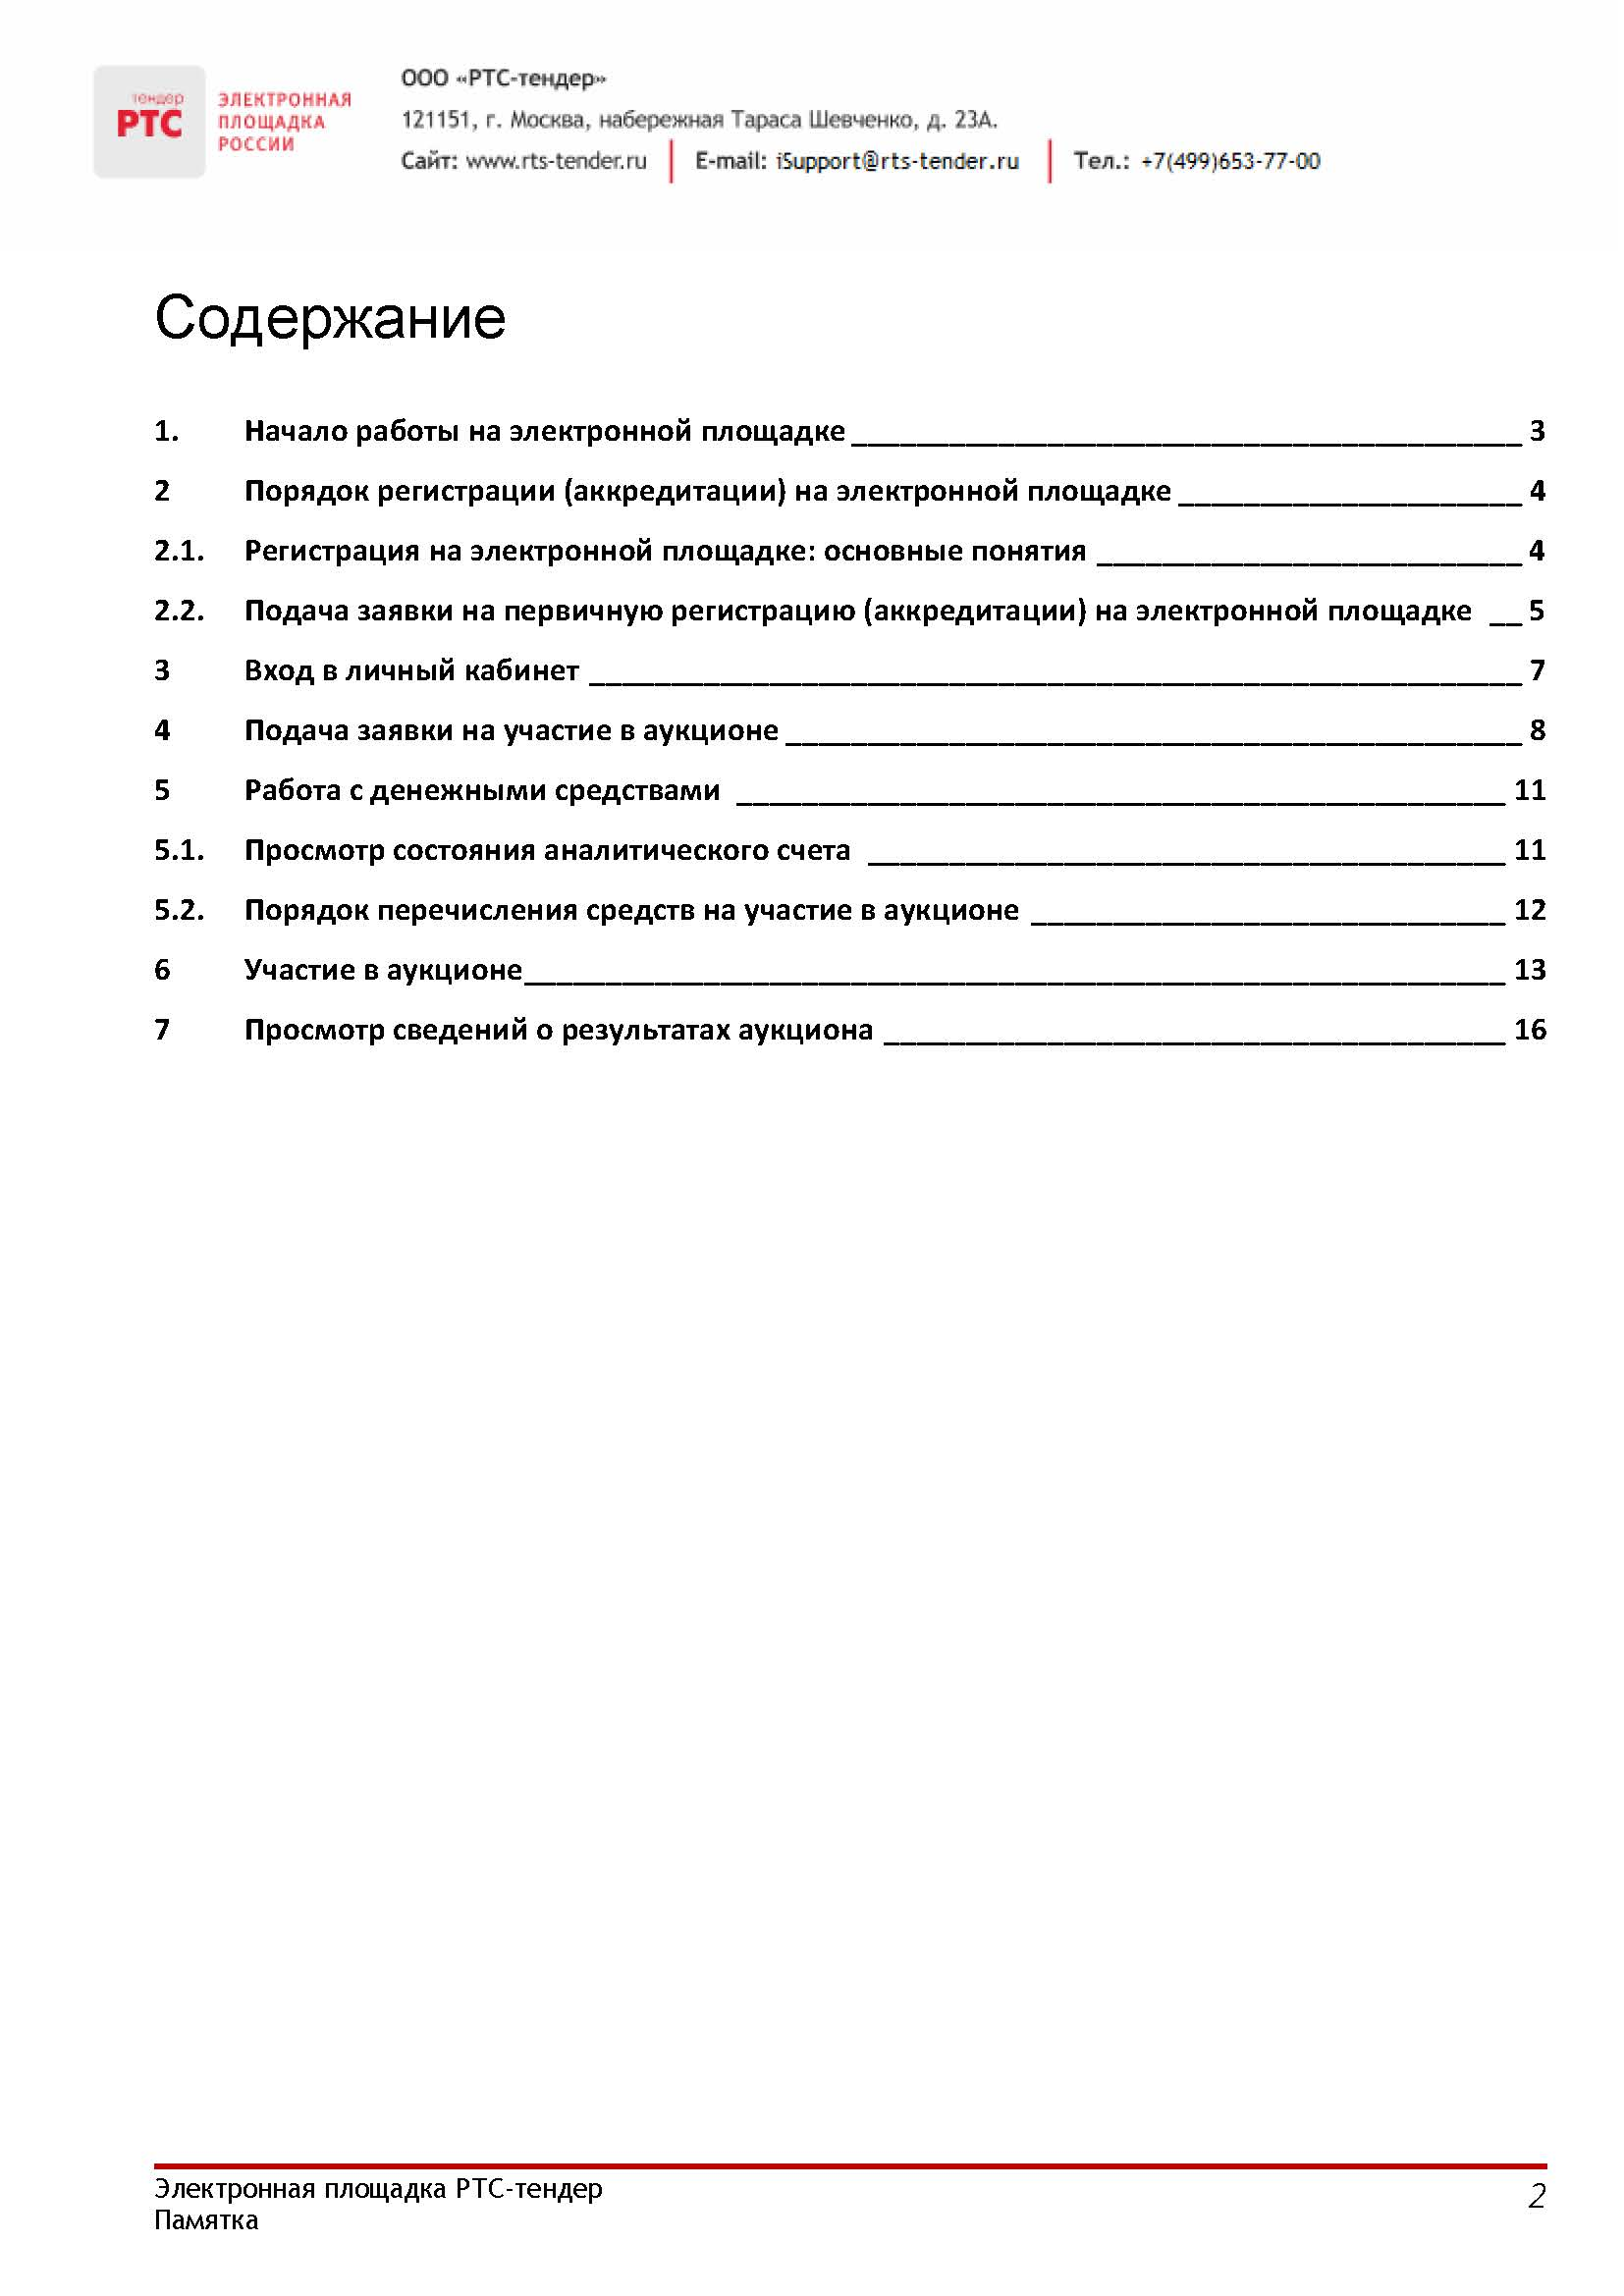 тендер
РТС
ЭЛЕКТРОННАЯ
ПЛОЩАДКА
РОССИИ
ООО «РТС-тендер»
121151, г. Москва, набережная Тараса Шевченко, д. 23А.
Сайт: www.rts-tender.ru E-mail: iSupport@rts-tender.ru Тел.: +7(499)653-77-00
Содержание
1. Начало работы на электронной площадке 3
2 Порядок регистрации (аккредитации) на электронной площадке 4
2.1. Регистрация на электронной площадке: основные понятия 4
2.2. Подача заявки на первичную регистрацию (аккредитации) на электронной площадке 5
3 Вход в личный кабинет 7
4 Подача заявки на участие в аукционе 8
5 Работа с денежными средствами 11
5.1. Просмотр состояния аналитического счета 11
5.2. Порядок перечисления средств на участие в аукционе 12
6 Участие в аукционе 13
7 Просмотр сведений о результатах аукциона 16
Электронная площадка РТС-тендер 2
Памятка